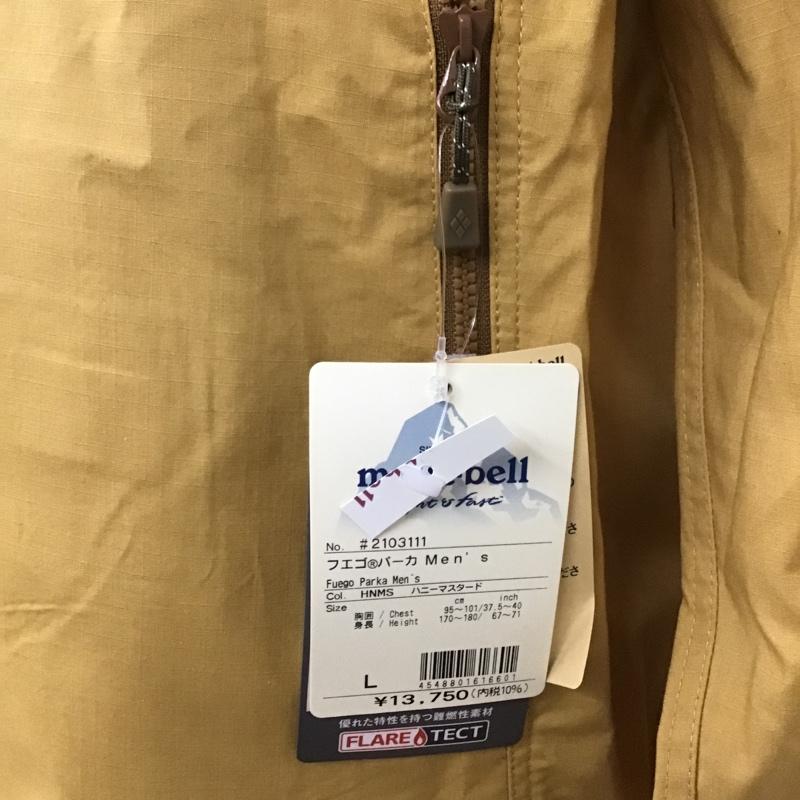 bell
No. #2103111
フエゴ®パーカ Men's
Fuego Parka Men's
Col. HNMS ハニーマスタード
Size cm inch
胸囲 / Chest 95〜101/37.5〜40
身長 / Height 170〜180/ 67〜71
L
4548801616601
¥13,750(内税10%)
優れた特性を持つ難燃性素材
FLARE TECT